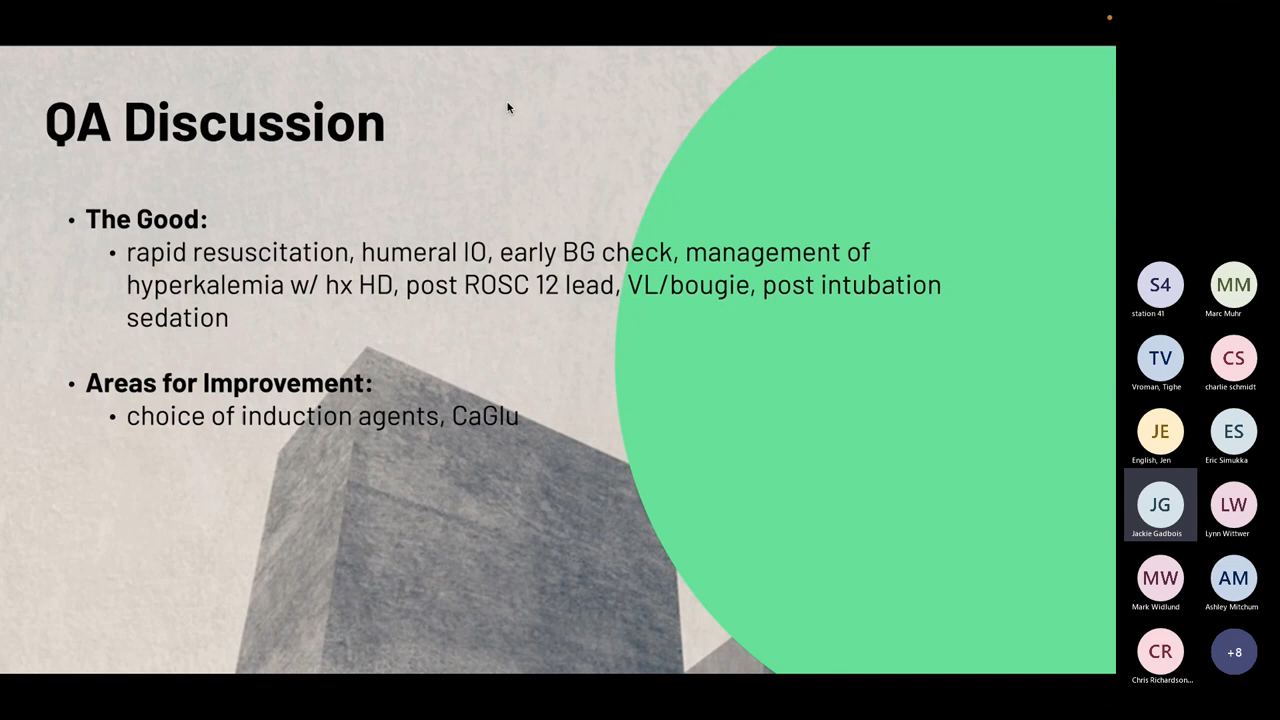 QA Discussion
• The Good:
• rapid resuscitation, humeral IO, early BG check, management of
hyperkalemia w/ hx HD, post ROSC 12 lead, VL/bougie, post intubation
sedation
• Areas for Improvement:
• choice of induction agents, CaGlu
S4
station 41
MM
Marc Muhr
TV
Vroman, Tighe
CS
charlie schmidt
JE
English, Jen
ES
Eric Simukka
JG
Jackie Gadbois
LW
Lynn Wittwer
MW
Mark Widlund
AM
Ashley Mitchum
CR
Chris Richardson...
+8